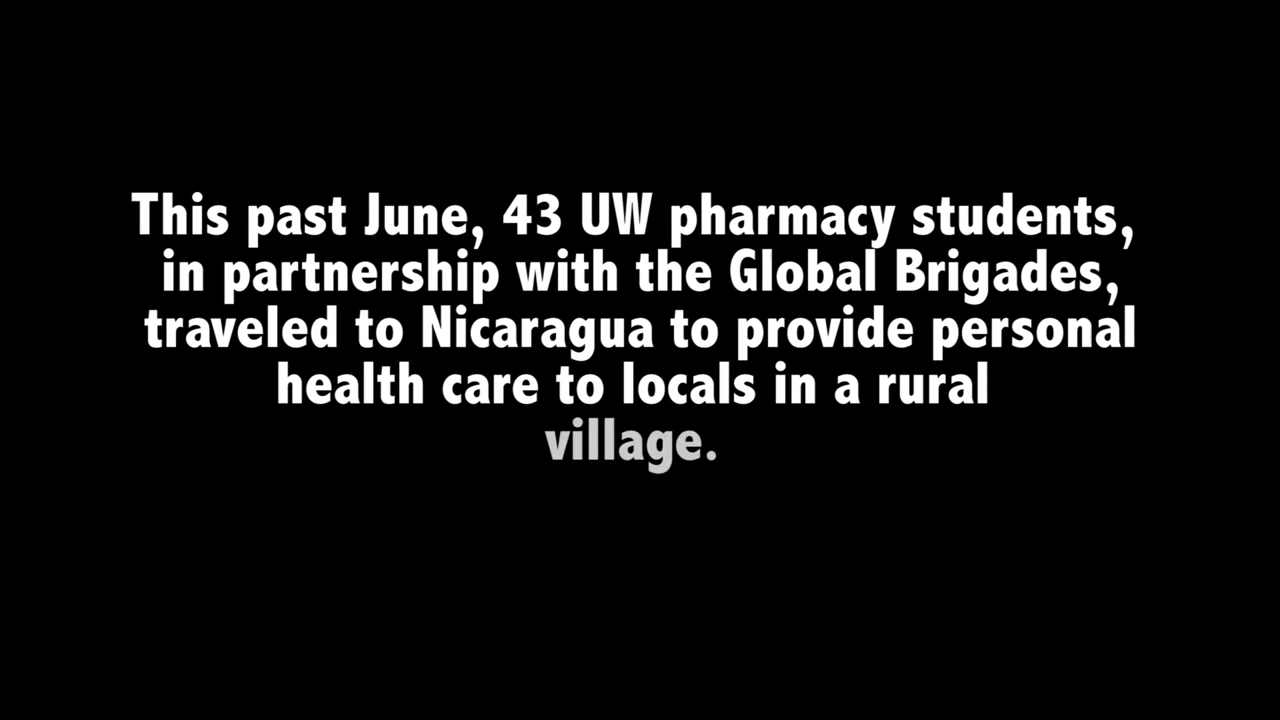 This past June, 43 UW pharmacy students,
in partnership with the Global Brigades,
traveled to Nicaragua to provide personal
health care to locals in a rural
village.